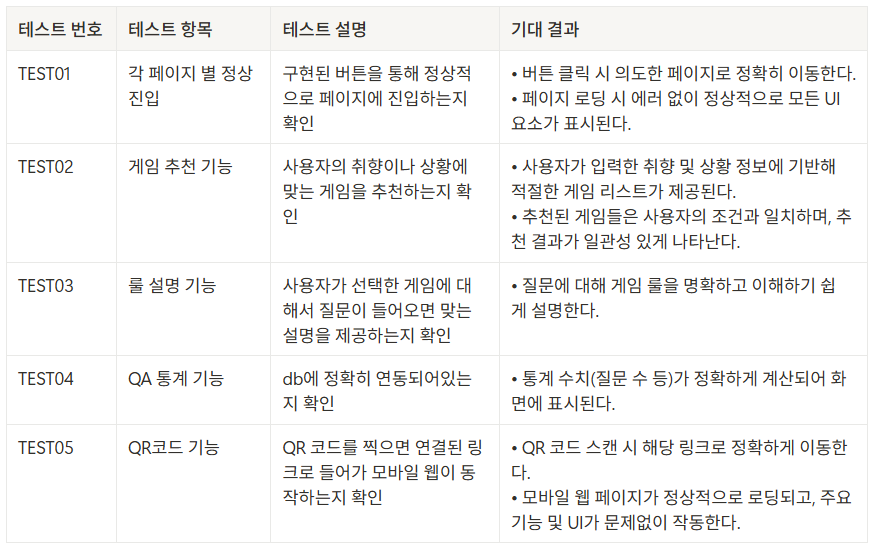 테스트 번호 테스트 항목 테스트 설명 기대 결과
TEST01
각 페이지 별 정상
진입
구현된 버튼을 통해 정상적
으로 페이지에 진입하는지
확인
• 버튼 클릭 시 의도한 페이지로 정확히 이동한다.
• 페이지 로딩 시 에러 없이 정상적으로 모든 UI
요소가 표시된다.
TEST02
게임 추천 기능
사용자의 취향이나 상황에
맞는 게임을 추천하는지 확
인
• 사용자가 입력한 취향 및 상황 정보에 기반해
적절한 게임 리스트가 제공된다.
• 추천된 게임들은 사용자의 조건과 일치하며, 추
천 결과가 일관성 있게 나타난다.
TEST03
룰 설명 기능
사용자가 선택한 게임에 대
해서 질문이 들어오면 맞는
설명을 제공하는지 확인
• 질문에 대해 게임 룰을 명확하고 이해하기 쉽
게 설명한다.
TEST04
QA 통계 기능
db에 정확히 연동되어있는
지 확인
• 통계 수치(질문 수 등)가 정확하게 계산되어 화
면에 표시된다.
TEST05
QR코드 기능
QR 코드를 찍으면 연결된 링
크로 들어가 모바일 웹이 동
작하는지 확인
• QR 코드 스캔 시 해당 링크로 정확하게 이동한
다.
• 모바일 웹 페이지가 정상적으로 로딩되고, 주요
기능 및 UI가 문제없이 작동한다.